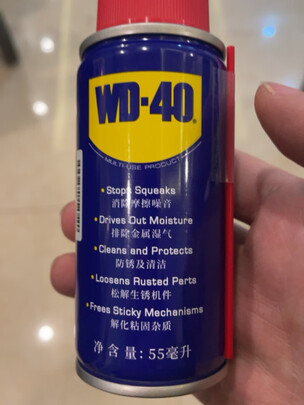 WD-40®
MULTI-USE PRODUCT
•Stops Squeaks
消除摩擦噪音
•Drives Out Moisture
排除金属湿气
•Cleans and Protects
防锈及清洁
•Loosens Rusted Parts
松解生锈机件
•Frees Sticky Mechanisms
解化粘固杂质
净含量：55毫升